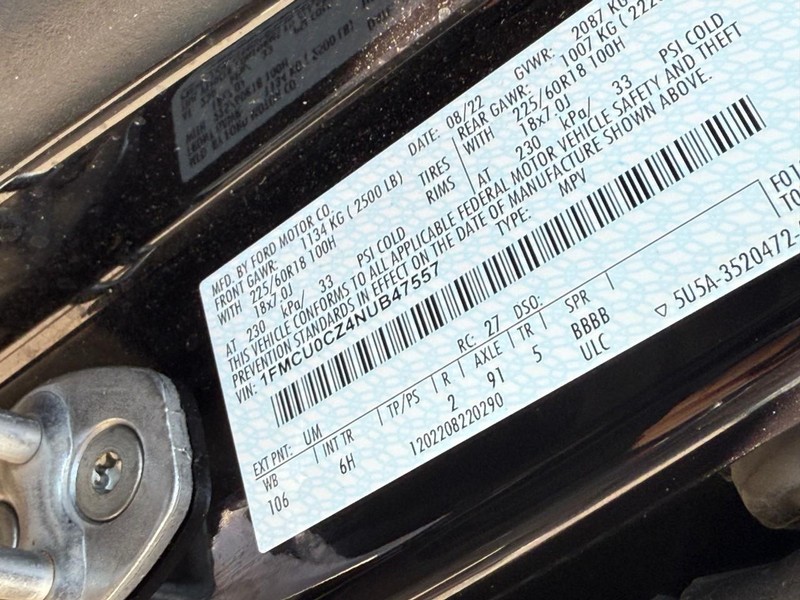 MFD. BY FORD MOTOR CO.
DATE: 08/22 GVWR: 2087 KG
FRONT GAWR: 1134 KG ( 2500 LB) REAR GAWR: 1007 KG ( 222
WITH 225/60R18 100H TIRES WITH 225/60R18 100H
18x7.0J RIMS 18x7.0J
AT 230 kPa/ 33 PSI COLD AT 230 kPa/ 33 PSI COLD
THIS VEHICLE CONFORMS TO ALL APPLICABLE FEDERAL MOTOR VEHICLE SAFETY AND THEFT
PREVENTION STANDARDS IN EFFECT ON THE DATE OF MANUFACTURE SHOWN ABOVE.
VIN: 1FMCU0CZ4NUB47557 TYPE: MPV
EXT PNT: UM RC: 27 DSO:
WB INT TR TP/PS R AXLE TR SPR
106 6H 2 91 5 BBBB
1202208220290 ULC
5U5A-3520472-
F01
T0